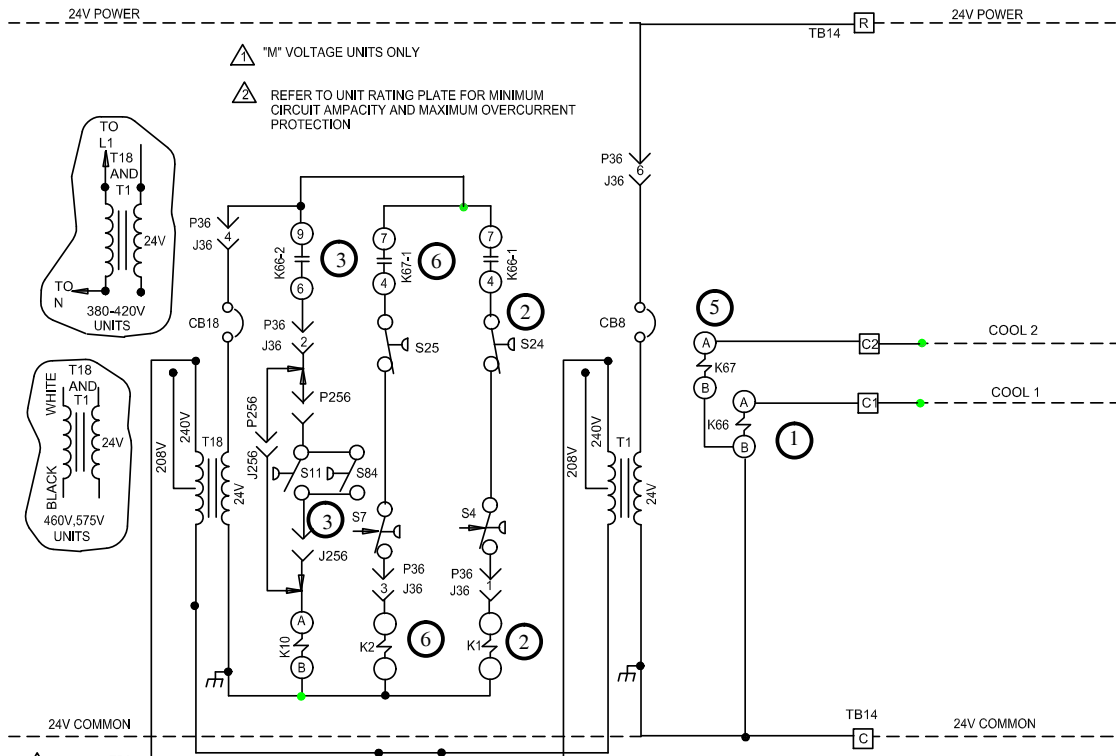 24V POWER
24V POWER
R
TB14
1
"M" VOLTAGE UNITS ONLY
2
REFER TO UNIT RATING PLATE FOR MINIMUM
CIRCUIT AMPACITY AND MAXIMUM OVERCURRENT
PROTECTION
TO
L1
T18
AND
T1
24V
TO
N
380-420V
UNITS
P36
4
J36
9
K66-2
6
3
7
K67-1
4
6
7
K66-1
4
2
P36
6
J36
CB18
P36
2
J36
S25
S24
CB8
5
A
K67
B
C2
COOL 2
A
K66
B
C1
COOL 1
1
WHITE
T18
AND
T1
24V
BLACK
460V,575V
UNITS
208V
240V
T18
24V
P256
P256
J256
S11
S84
3
J256
S7
S4
P36
3
J36
P36
1
J36
208V
240V
T1
24V
A
K10
B
K2
6
K1
2
24V COMMON
TB14
C
24V COMMON